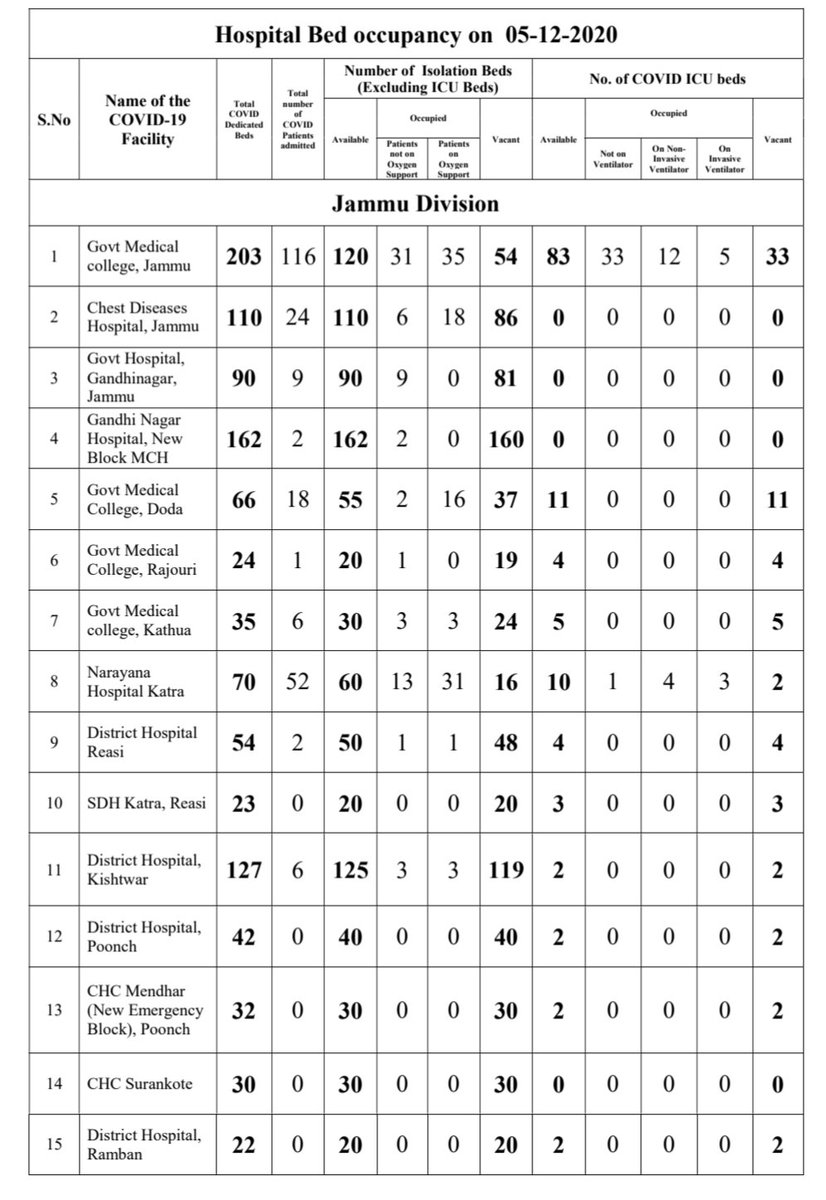 Hospital Bed occupancy on 05-12-2020
S.No
Name of the
COVID-19
Facility
Total
COVID
Dedicated
Beds
Total
number
of
COVID
Patients
admitted
Number of Isolation Beds
(Excluding ICU Beds)
No. of COVID ICU beds
Available
Occupied
Vacant
Available
Occupied
Vacant
Patients
not on
Oxygen
Support
Patients
on
Oxygen
Support
Not on
Ventilator
On Non-
Invasive
Ventilator
On
Invasive
Ventilator
Jammu Division
1 Govt Medical
college, Jammu 203 116 120 31 35 54 83 33 12 5 33
2 Chest Diseases
Hospital, Jammu 110 24 110 6 18 86 0 0 0 0 0
3 Govt Hospital,
Gandhinagar,
Jammu 90 9 90 9 0 81 0 0 0 0 0
4 Gandhi Nagar
Hospital, New
Block MCH 162 2 162 2 0 160 0 0 0 0 0
5 Govt Medical
College, Doda 66 18 55 2 16 37 11 0 0 0 11
6 Govt Medical
College, Rajouri 24 1 20 1 0 19 4 0 0 0 4
7 Govt Medical
college, Kathua 35 6 30 3 3 24 5 0 0 0 5
8 Narayana
Hospital Katra 70 52 60 13 31 16 10 1 4 3 2
9 District Hospital
Reasi 54 2 50 1 1 48 4 0 0 0 4
10 SDH Katra, Reasi 23 0 20 0 0 20 3 0 0 0 3
11 District Hospital,
Kishtwar 127 6 125 3 3 119 2 0 0 0 2
12 District Hospital,
Poonch 42 0 40 0 0 40 2 0 0 0 2
13 CHC Mendhar
(New Emergency
Block), Poonch 32 0 30 0 0 30 2 0 0 0 2
14 CHC Surankote 30 0 30 0 0 30 0 0 0 0 0
15 District Hospital,
Ramban 22 0 20 0 0 20 2 0 0 0 2